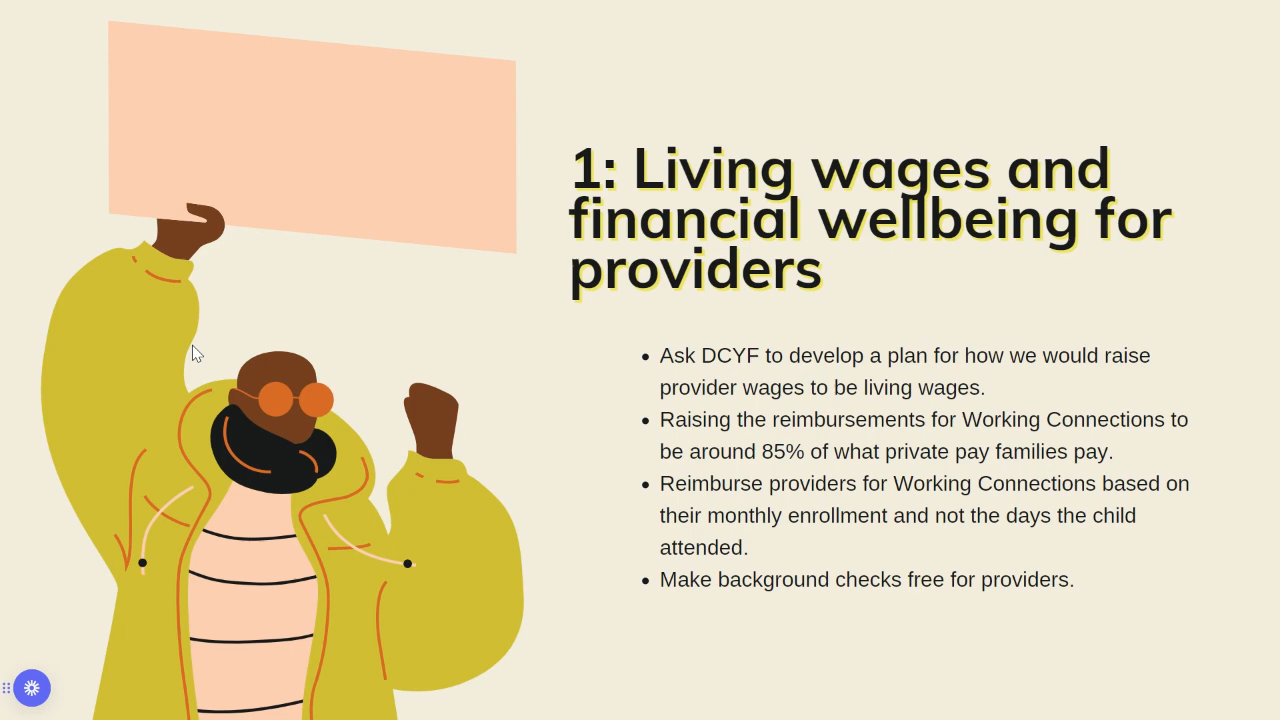 1: Living wages and
financial wellbeing for
providers
• Ask DCYF to develop a plan for how we would raise
provider wages to be living wages.
• Raising the reimbursements for Working Connections to
be around 85% of what private pay families pay.
• Reimburse providers for Working Connections based on
their monthly enrollment and not the days the child
attended.
• Make background checks free for providers.